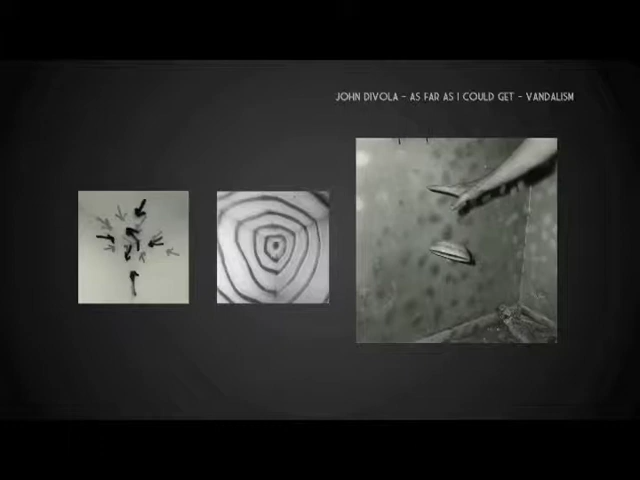 JOHN DIVOLA – AS FAR AS I COULD GET – VANDALISM